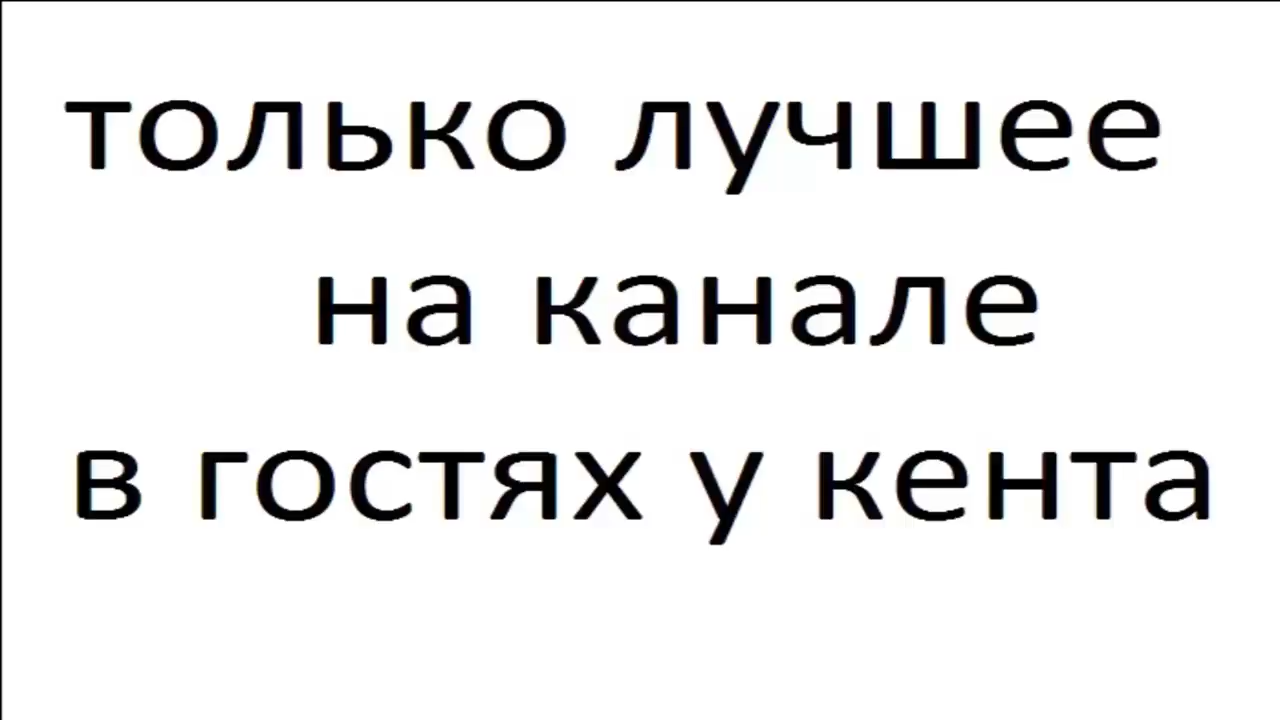 только лучшее
на канале
в гостях у кента